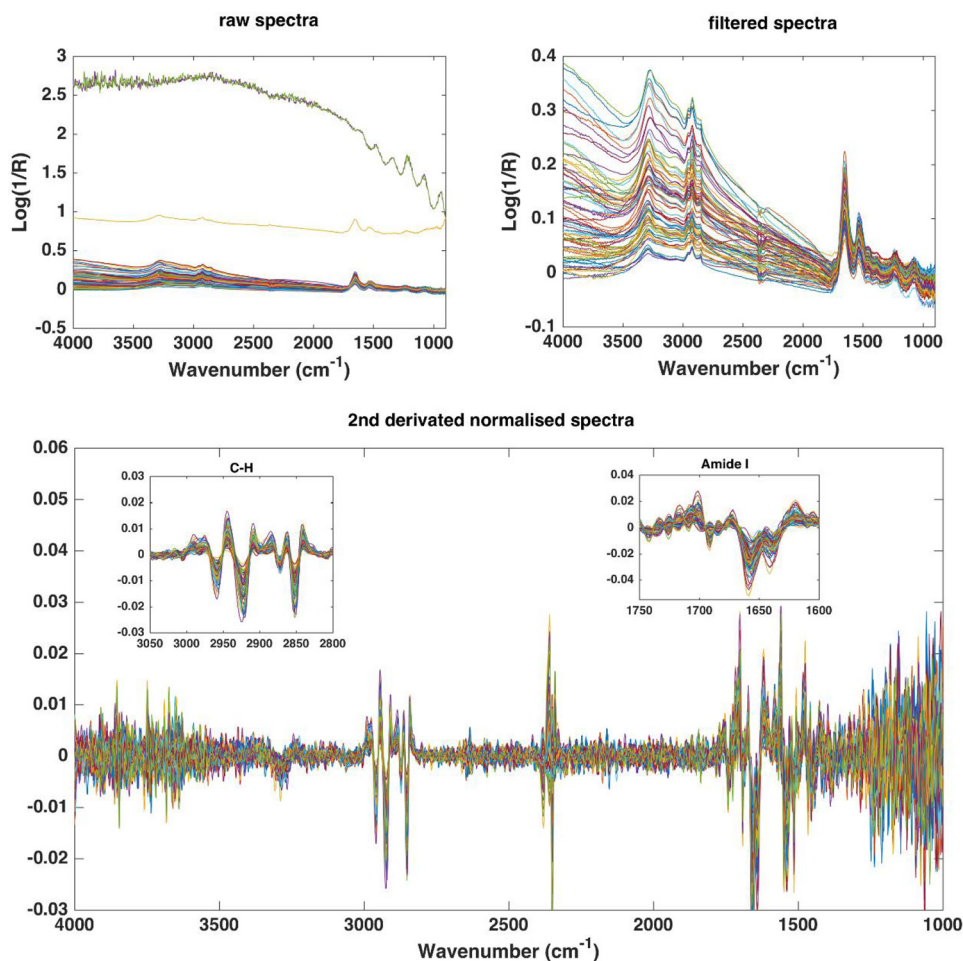 raw spectra
3
2.5
2
1.5
1
0.5
0
-0.5
Log(1/R)
4000 3500 3000 2500 2000 1500 1000
Wavenumber (cm-1)
filtered spectra
0.4
0.3
0.2
0.1
0
-0.1
Log(1/R)
4000 3500 3000 2500 2000 1500 1000
Wavenumber (cm-1)
2nd derivated normalised spectra
0.06
0.05
0.04
0.03
0.02
0.01
0
-0.01
-0.02
-0.03
4000 3500 3000 2500 2000 1500 1000
Wavenumber (cm-1)
C-H
0.03
0.02
0.01
0
-0.01
-0.02
-0.03
3050 3000 2950 2900 2850 2800
Amide I
0.04
0.02
0
-0.02
-0.04
1750 1700 1650 1600